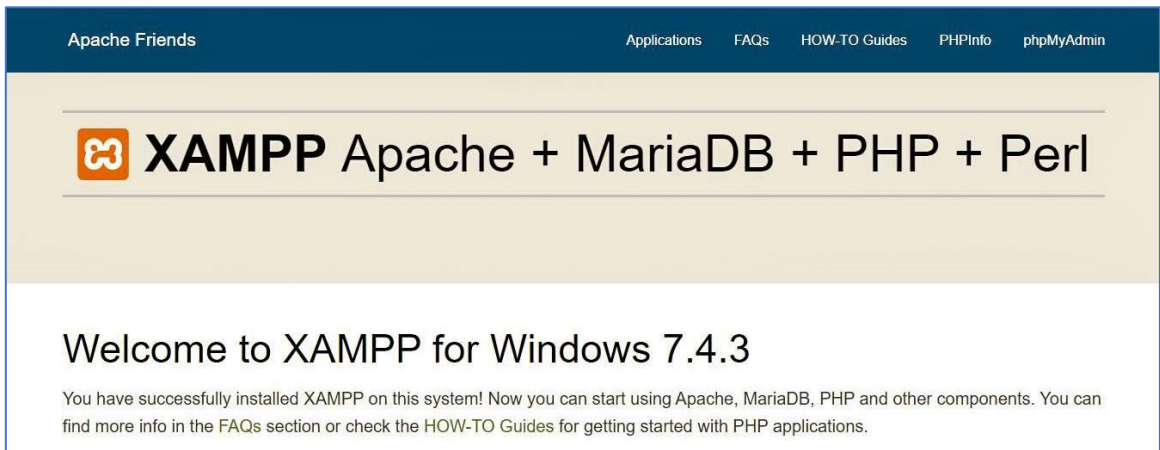 Apache Friends
Applications FAQs HOW-TO Guides PHPInfo phpMyAdmin
XAMPP Apache + MariaDB + PHP + Perl
Welcome to XAMPP for Windows 7.4.3
You have successfully installed XAMPP on this system! Now you can start using Apache, MariaDB, PHP and other components. You can
find more info in the FAQs section or check the HOW-TO Guides for getting started with PHP applications.